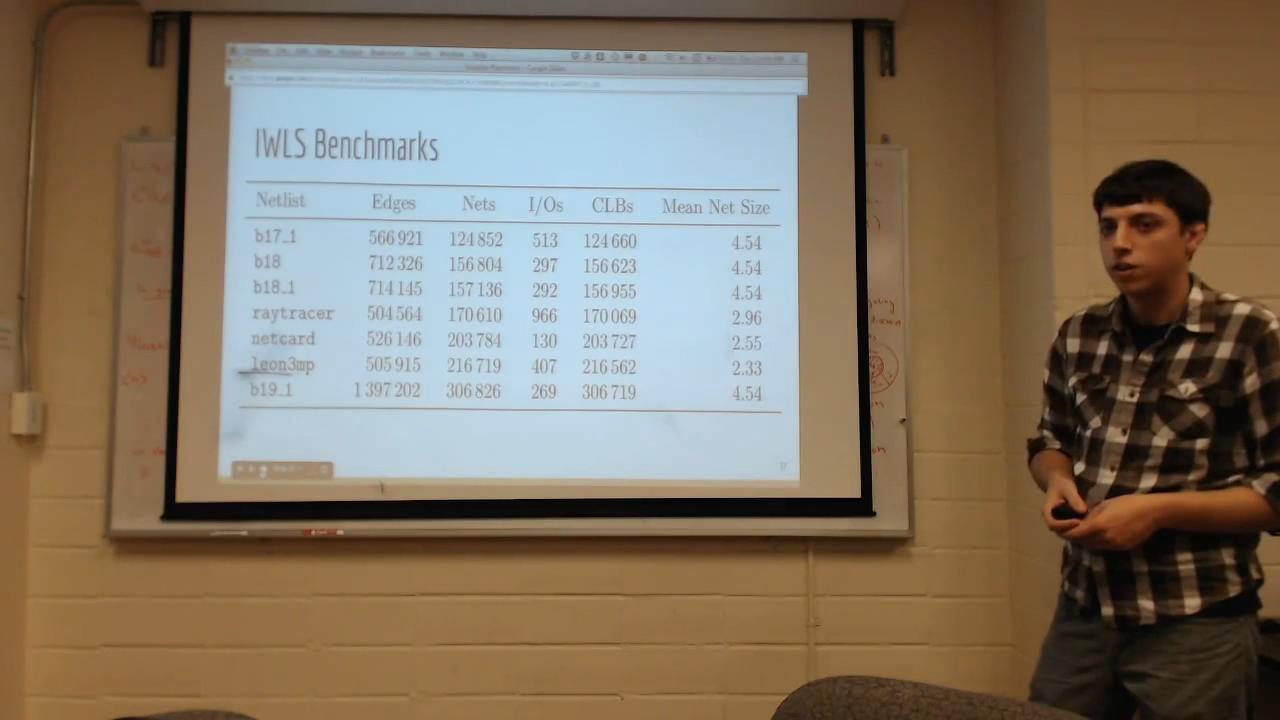 IWLS Benchmarks
Netlist Edges Nets I/Os CLBs Mean Net Size
b17_1 566 921 124 852 513 124 660 4.54
b18 712 326 156 804 297 156 623 4.54
b18_1 714 145 157 136 292 156 955 4.54
raytracer 504 564 170 610 966 170 069 2.96
netcard 526 146 203 784 130 203 727 2.55
leon3mp 505 915 216 719 407 216 562 2.33
b19_1 1 397 202 306 826 269 306 719 4.54
17